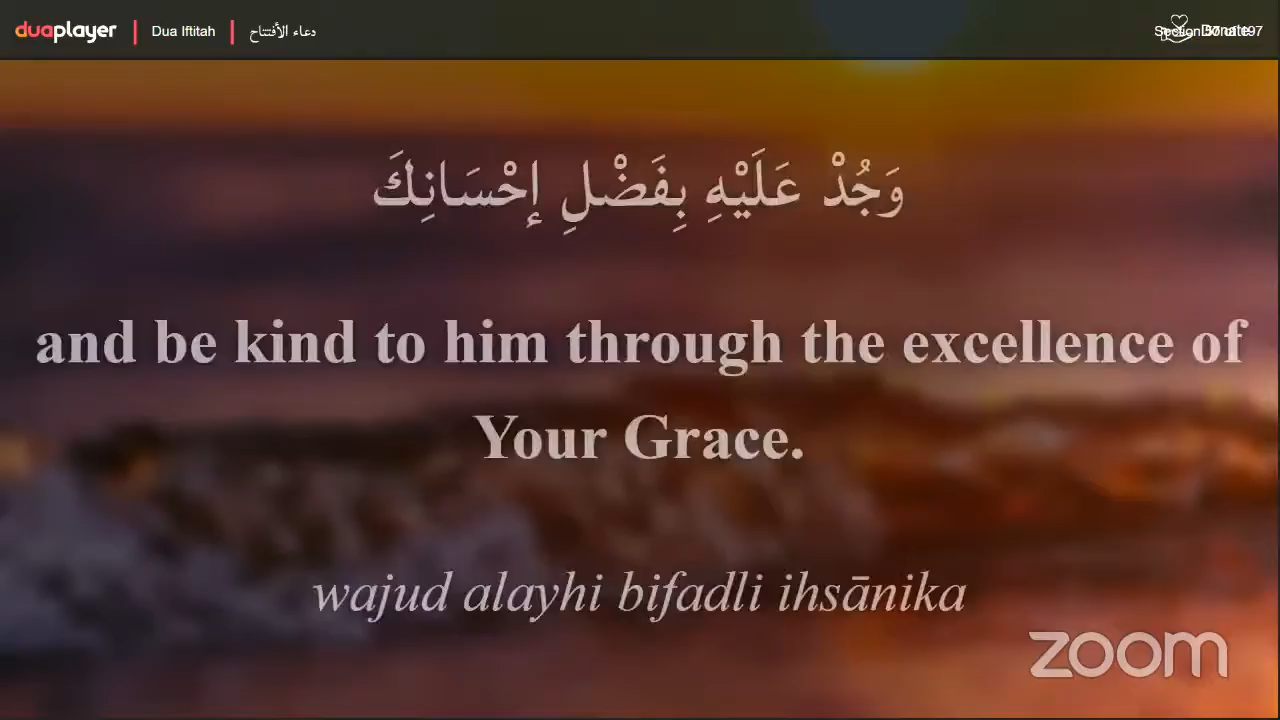 duaplayer | Dua Iftitah | دعاء الأفتتاح
Donate
وَجُدْ عَلَيْهِ بِفَضْلِ إِحْسَانِكَ
and be kind to him through the excellence of
Your Grace.
wajud alayhi bifadli ihsānika
zoom